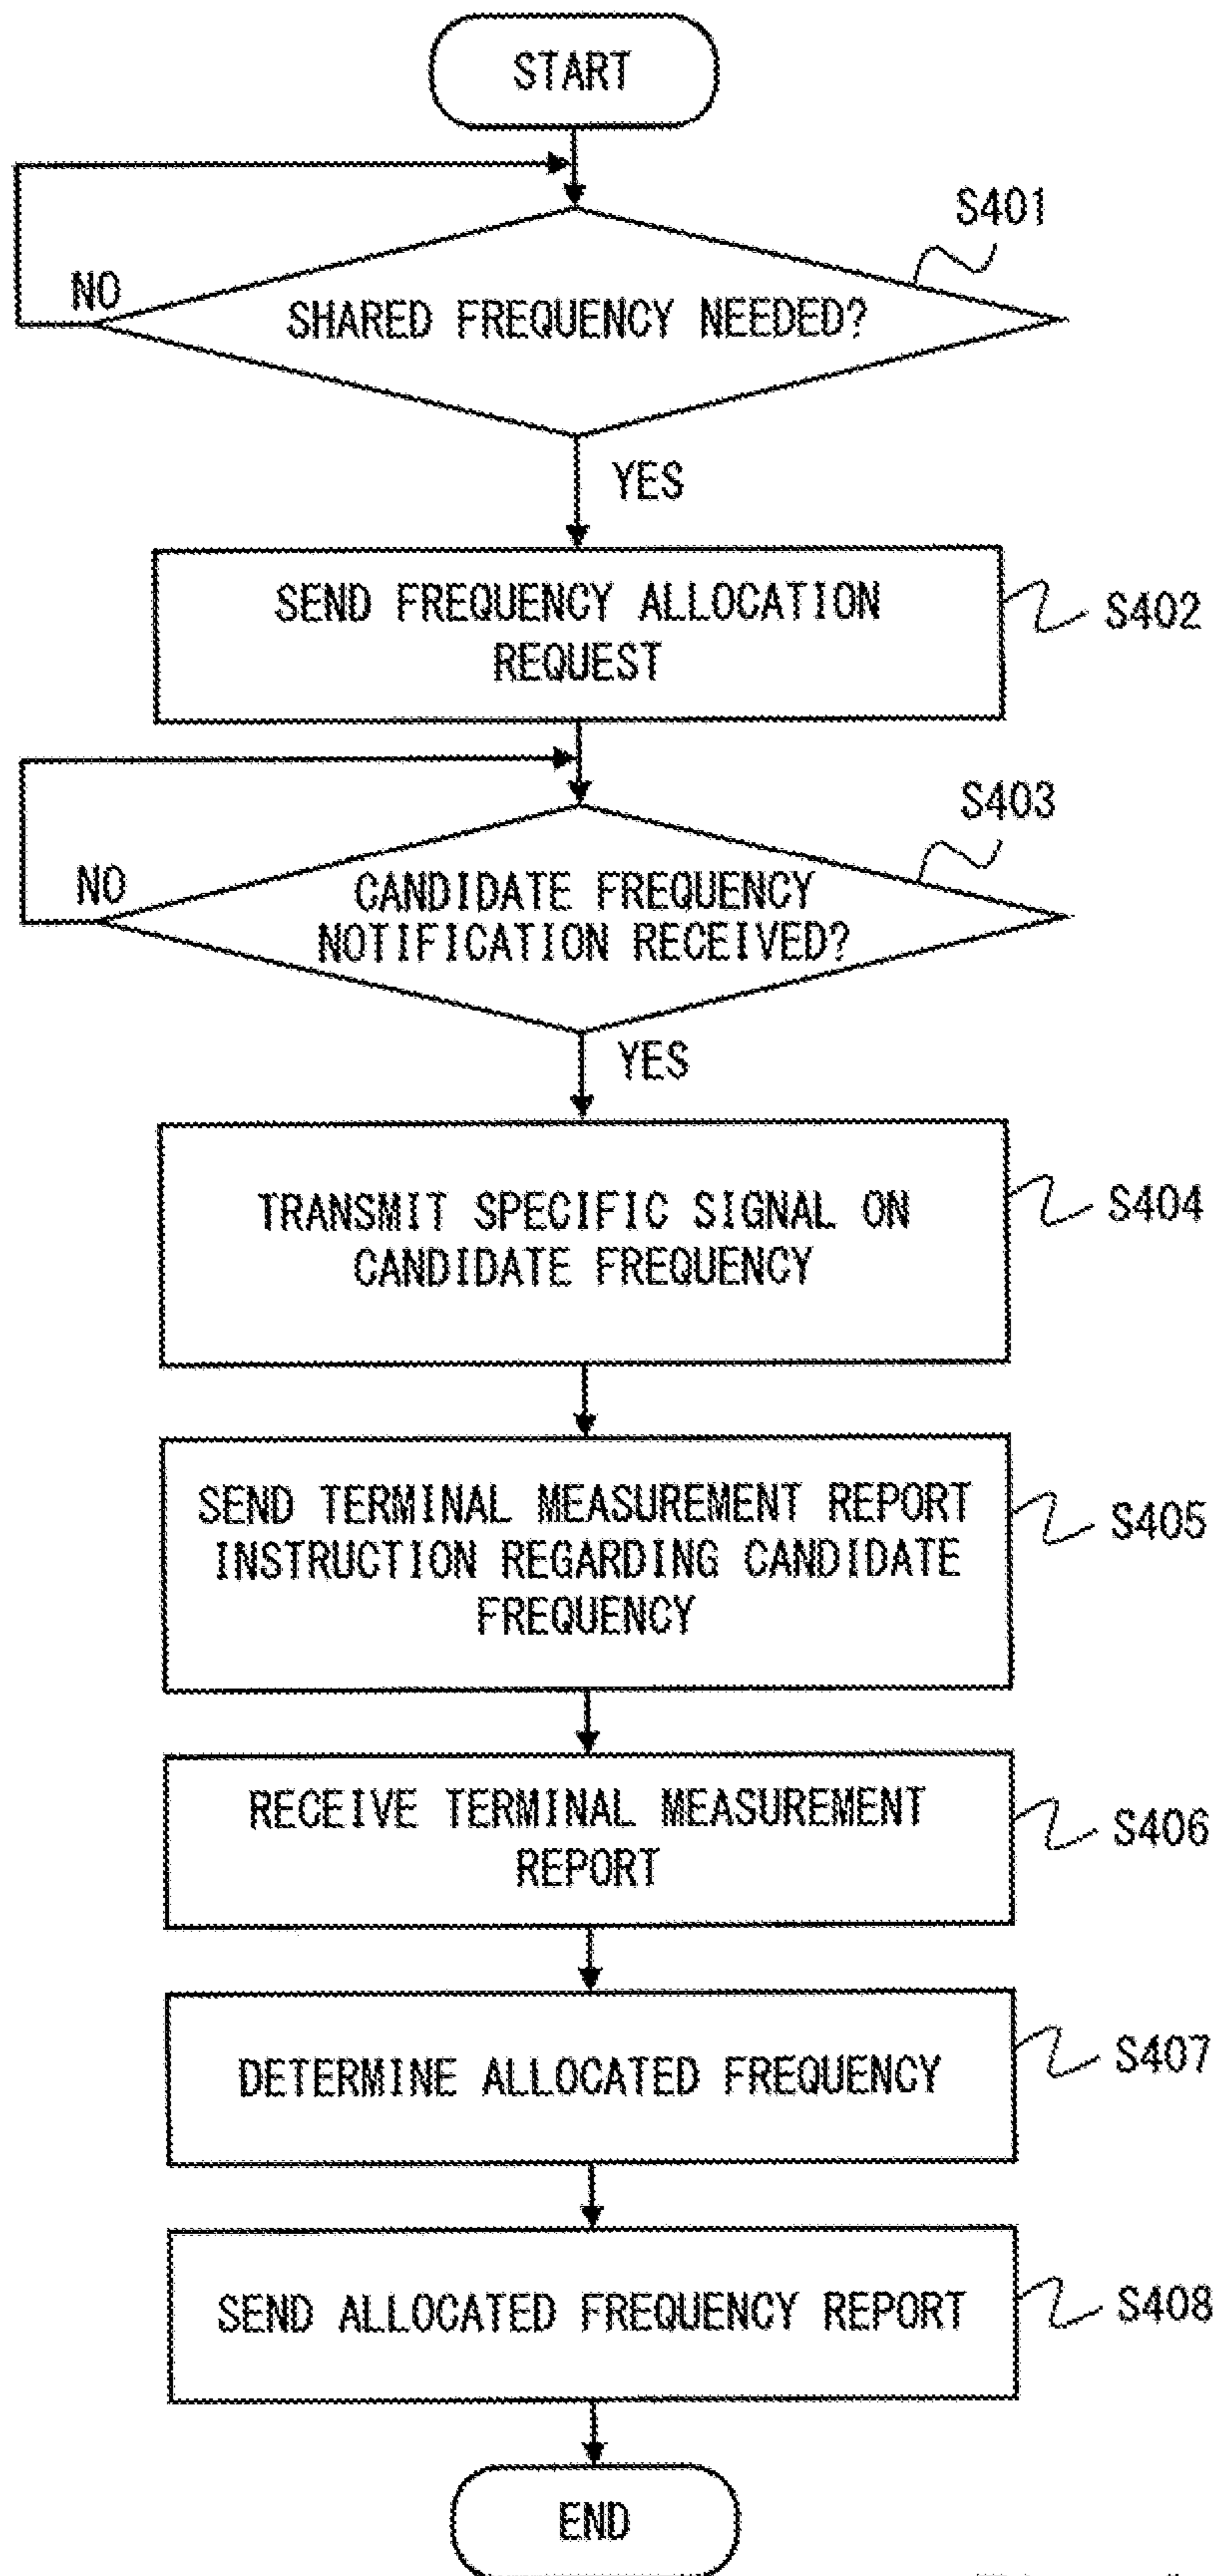 START
S401
NO
SHARED FREQUENCY NEEDED?
YES
SEND FREQUENCY ALLOCATION
REQUEST
S402
S403
NO
CANDIDATE FREQUENCY
NOTIFICATION RECEIVED?
YES
TRANSMIT SPECIFIC SIGNAL ON
CANDIDATE FREQUENCY
S404
SEND TERMINAL MEASUREMENT REPORT
INSTRUCTION REGARDING CANDIDATE
FREQUENCY
S405
RECEIVE TERMINAL MEASUREMENT
REPORT
S406
DETERMINE ALLOCATED FREQUENCY
S407
SEND ALLOCATED FREQUENCY REPORT
S408
END